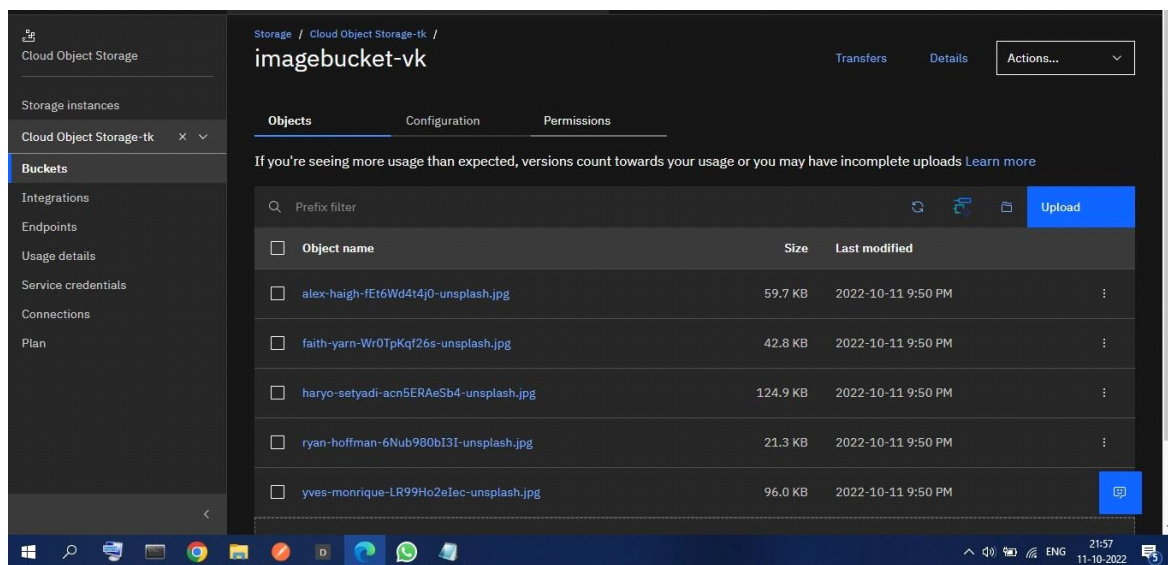 Cloud Object Storage
Storage instances
Cloud Object Storage-tk
Buckets
Integrations
Endpoints
Usage details
Service credentials
Connections
Plan
Storage / Cloud Object Storage-tk /
imagebucket-vk
Transfers Details Actions...
Objects Configuration Permissions
If you're seeing more usage than expected, versions count towards your usage or you may have incomplete uploads Learn more
Prefix filter Upload
Object name Size Last modified
alex-haigh-fEt6Wd4t4j0-unsplash.jpg 59.7 KB 2022-10-11 9:50 PM
faith-yarn-Wr0TpKqf26s-unsplash.jpg 42.8 KB 2022-10-11 9:50 PM
haryo-setyadi-acn5ERAeSb4-unsplash.jpg 124.9 KB 2022-10-11 9:50 PM
ryan-hoffman-6Nub980bI3I-unsplash.jpg 21.3 KB 2022-10-11 9:50 PM
yves-monrique-LR99Ho2eIec-unsplash.jpg 96.0 KB 2022-10-11 9:50 PM
D
ENG 21:57
11-10-2022 5